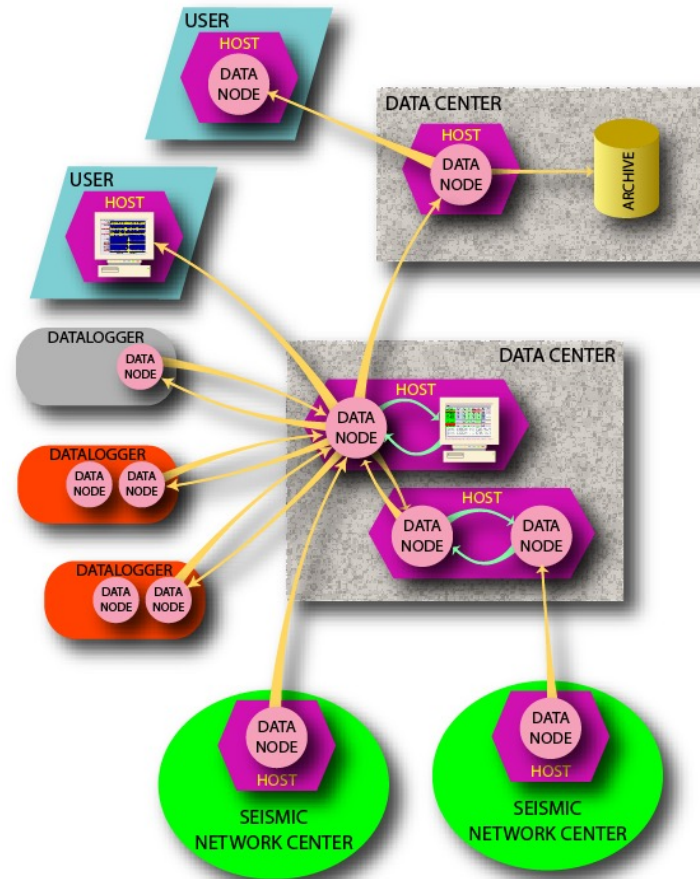 USER
HOST
DATA
NODE
DATA CENTER
HOST
DATA
NODE
ARCHIVE
USER
HOST
DATALOGGER
DATA
NODE
DATA CENTER
HOST
DATA
NODE
DATALOGGER
DATA
NODE
DATA
NODE
HOST
DATA
NODE
DATA
NODE
DATALOGGER
DATA
NODE
DATA
NODE
DATA
NODE
HOST
SEISMIC
NETWORK CENTER
DATA
NODE
HOST
SEISMIC
NETWORK CENTER